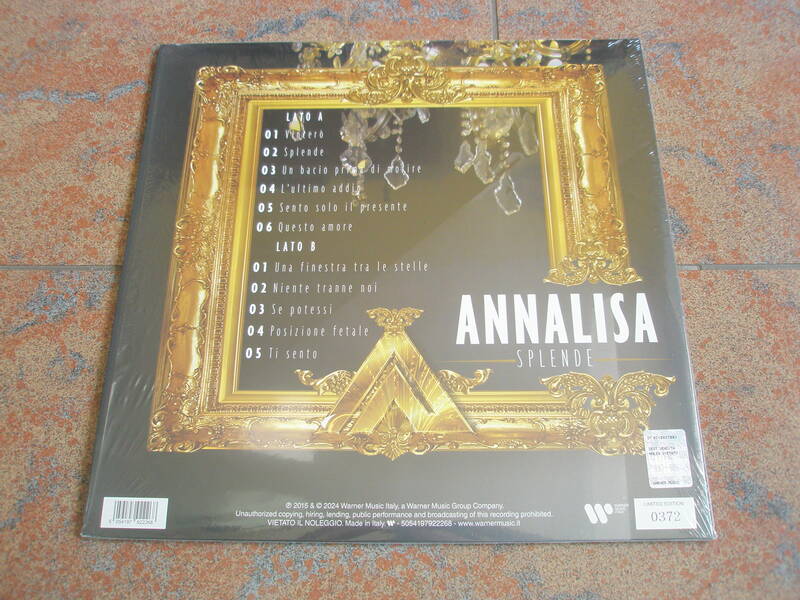 LATO A
01 Vincerò
02 Splende
03 Un bacio prima di morire
04 L'ultimo addio
05 Sento solo il presente
06 Questo amore
LATO B
01 Una finestra tra le stelle
02 Niente tranne noi
03 Se potessi
04 Posizione fetale
05 Ti sento
ANNALISA
SPLENDE
LIMITED EDITION
0372
5 054197 922268
℗ 2015 & © 2024 Warner Music Italy, a Warner Music Group Company.
Unauthorized copying, hiring, lending, public performance and broadcasting of this recording prohibited.
VIETATO IL NOLEGGIO. Made in Italy - 5054197922268 - www.warnermusic.it